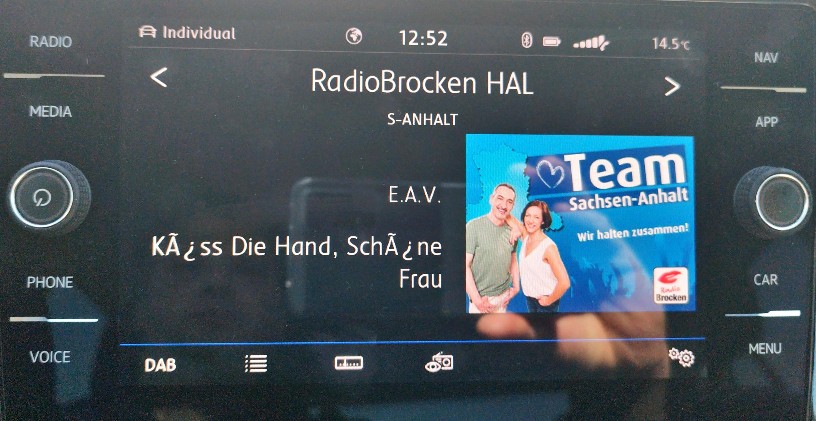 RADIO
MEDIA
PHONE
VOICE
Individual
12:52
14.5°C
RadioBrocken HAL
S-ANHALT
E.A.V.
KÃ¿ss Die Hand, SchÃ¿ne
Frau
Team
Sachsen-Anhalt
Wir halten zusammen!
Radio
Brocken
DAB
NAV
APP
CAR
MENU